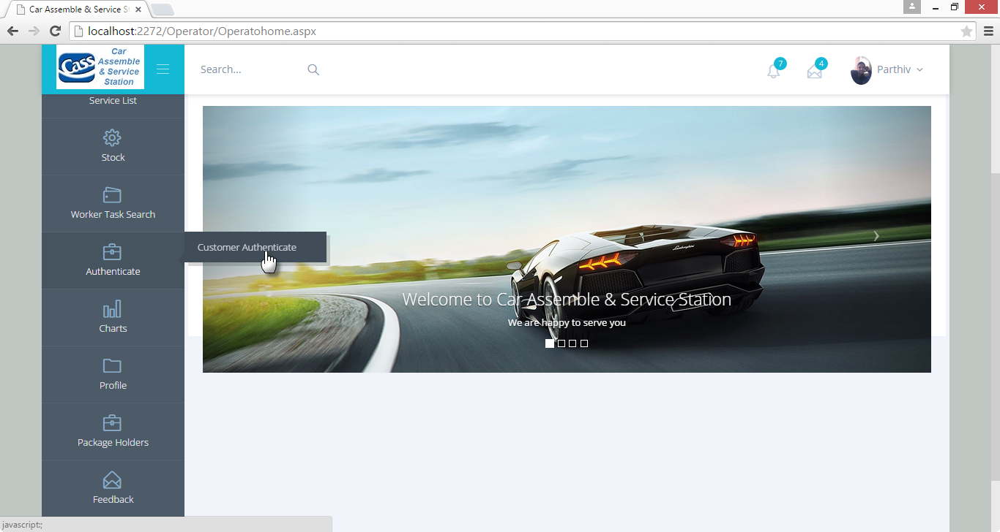 Car Assemble & Service St
localhost:2272/Operator/Operatohome.aspx
Cass
Car
Assemble
& Service
Station
Search...
7
4
Parthiv
Service List
Stock
Worker Task Search
Authenticate
Customer Authenticate
Charts
Profile
Package Holders
Feedback
Lamborghini
Welcome to Car Assemble & Service Station
We are happy to serve you
javascript:;